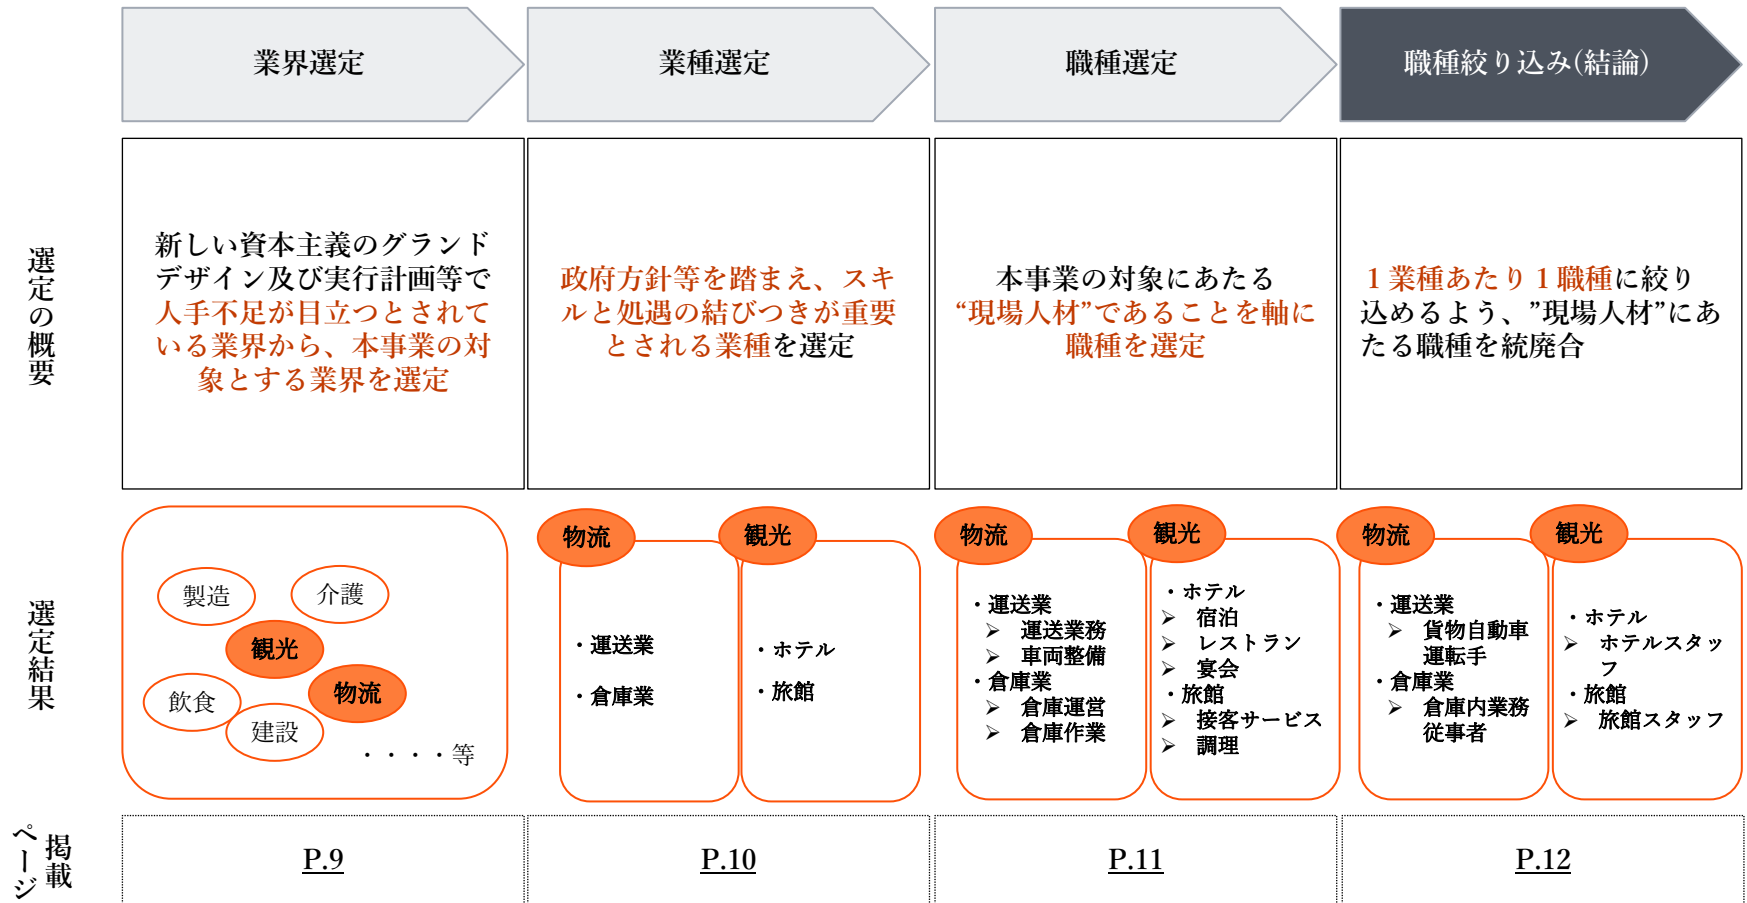 業界選定
業種選定
職種選定
職種絞り込み(結論)
選定の概要
新しい資本主義のグランド
デザイン及び実行計画等で
人手不足が目立つとされて
いる業界から、本事業の対
象とする業界を選定
政府方針等を踏まえ、スキ
ルと処遇の結びつきが重要
とされる業種を選定
本事業の対象にあたる
“現場人材”であることを軸に
職種を選定
１業種あたり１職種に絞り
込めるよう、”現場人材”にあ
たる職種を統廃合
選定結果
製造
介護
観光
物流
飲食
建設
・・・・等
物流
・運送業
・倉庫業
観光
・ホテル
・旅館
物流
・運送業
➢ 運送業務
➢ 車両整備
・倉庫業
➢ 倉庫運営
➢ 倉庫作業
観光
・ホテル
➢ 宿泊
➢ レストラン
➢ 宴会
・旅館
➢ 接客サービス
➢ 調理
物流
・運送業
➢ 貨物自動車
運転手
・倉庫業
➢ 倉庫内業務
従事者
観光
・ホテル
➢ ホテルスタッ
フ
・旅館
➢ 旅館スタッフ
掲載
ページ
P.9
P.10
P.11
P.12